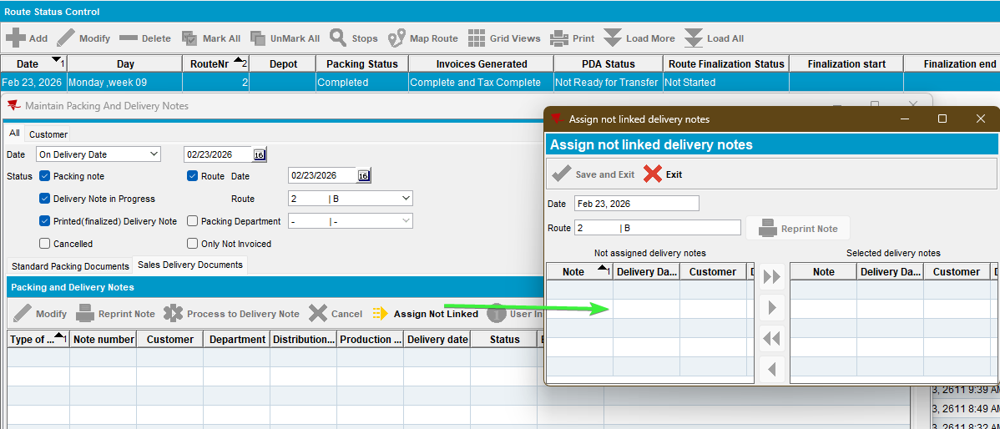 Route Status Control
Add Modify Delete Mark All UnMark All Stops Map Route Grid Views Print Load More Load All
Date 1 Day RouteNr 2 Depot Packing Status Invoices Generated PDA Status Route Finalization Status Finalization start Finalization end
Feb 23, 2026 Monday ,week 09 2 Completed Complete and Tax Complete Not Ready for Transfer Not Started
Maintain Packing And Delivery Notes
All Customer
Date On Delivery Date 02/23/2026 16
Status Packing note Route Date 02/23/2026 16
Delivery Note in Progress Route 2 | B
Printed(finalized) Delivery Note Packing Department - | -
Cancelled Only Not Invoiced
Standard Packing Documents Sales Delivery Documents
Packing and Delivery Notes
Modify Reprint Note Process to Delivery Note Cancel Assign Not Linked User In
Type of ... 1 Note number Customer Department Distribution... Production ... Delivery date Status
Assign not linked delivery notes
Assign not linked delivery notes
Save and Exit Exit
Date Feb 23, 2026
Route 2 | B Reprint Note
Not assigned delivery notes Selected delivery notes
Note 1 Delivery Da... Customer Note Delivery Da... Customer
3, 2611 9:39 AM
3, 2611 8:49 AM
3, 2611 8:32 AM